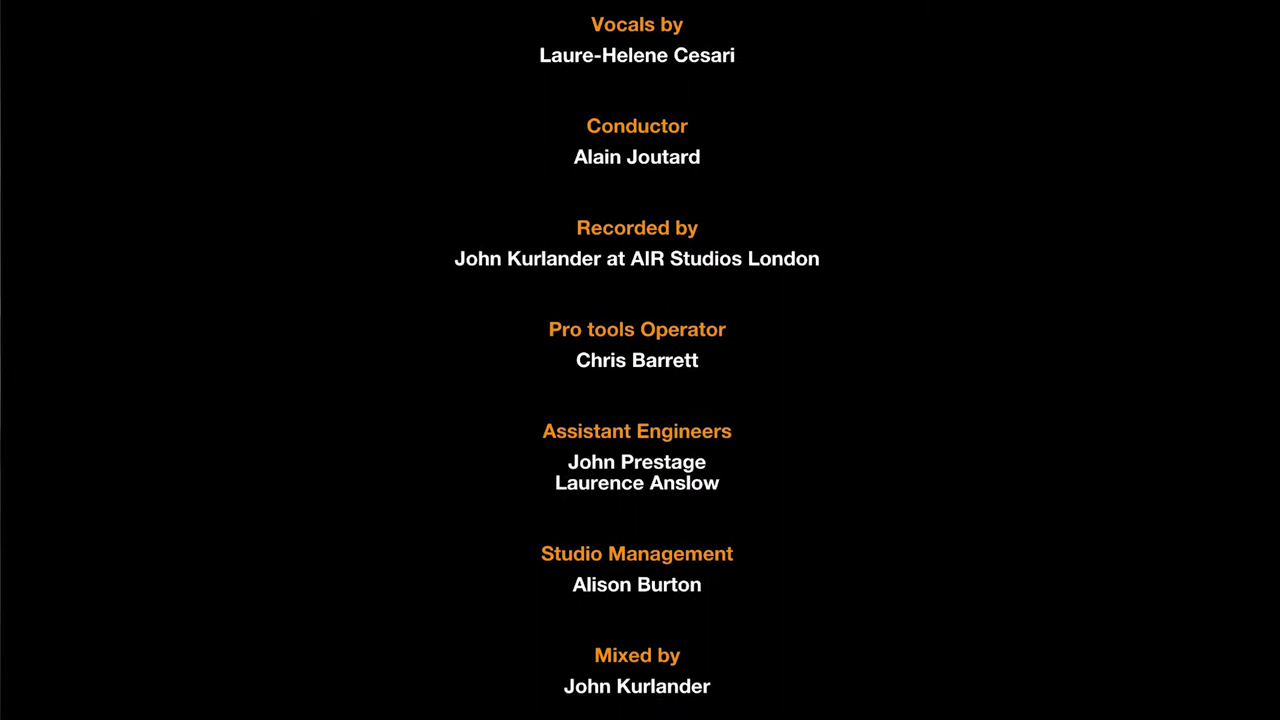 Vocals by
Laure-Helene Cesari
Conductor
Alain Joutard
Recorded by
John Kurlander at AIR Studios London
Pro tools Operator
Chris Barrett
Assistant Engineers
John Prestage
Laurence Anslow
Studio Management
Alison Burton
Mixed by
John Kurlander